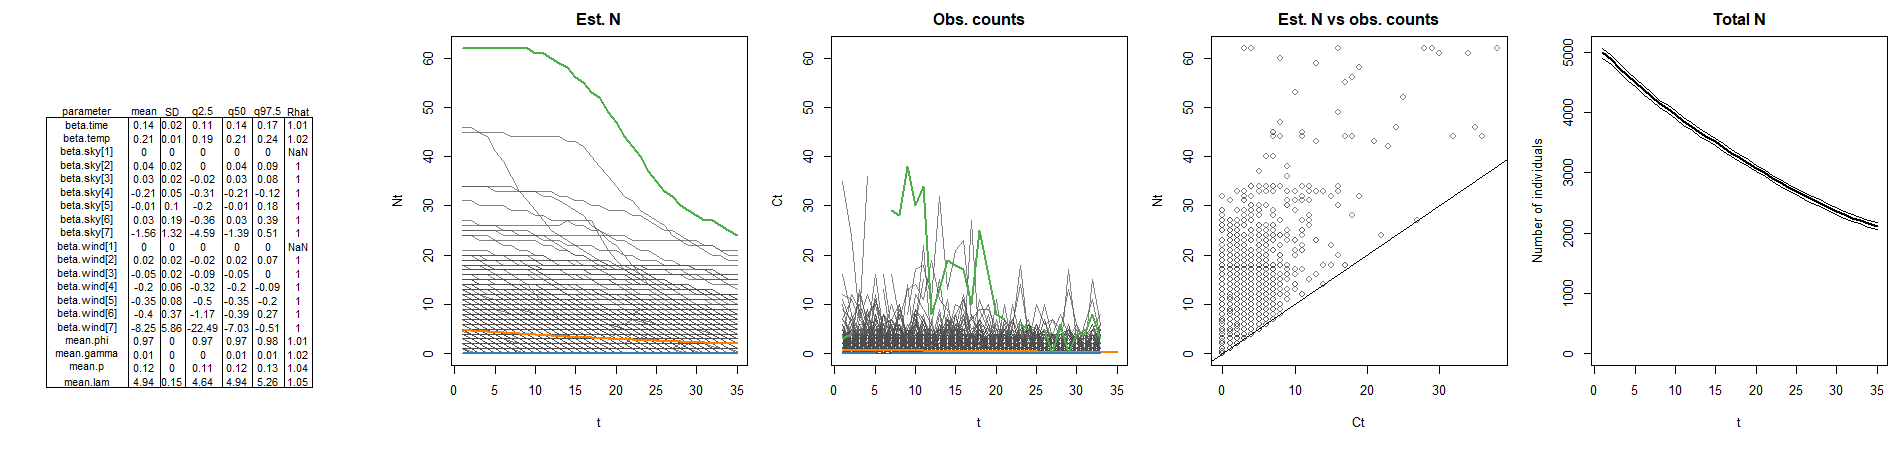 parameter mean SD q2.5 q50 q97.5 Rhat
beta.time 0.14 0.02 0.11 0.14 0.17 1.01
beta.temp 0.21 0.01 0.19 0.21 0.24 1.02
beta.sky[1] 0 0 0 0 0 NaN
beta.sky[2] 0.04 0.02 0 0.04 0.09 1
beta.sky[3] 0.03 0.02 -0.02 0.03 0.08 1
beta.sky[4] -0.21 0.05 -0.31 -0.21 -0.12 1
beta.sky[5] -0.01 0.1 -0.2 -0.01 0.18 1
beta.sky[6] 0.03 0.19 -0.36 0.03 0.39 1
beta.sky[7] -1.56 1.32 -4.59 -1.39 0.51 1
beta.wind[1] 0 0 0 0 0 NaN
beta.wind[2] 0.02 0.02 -0.02 0.02 0.07 1
beta.wind[3] -0.05 0.02 -0.09 -0.05 0 1
beta.wind[4] -0.2 0.06 -0.32 -0.2 -0.09 1
beta.wind[5] -0.35 0.08 -0.5 -0.35 -0.2 1
beta.wind[6] -0.4 0.37 -1.17 -0.39 0.27 1
beta.wind[7] -8.25 5.86 -22.49 -7.03 -0.51 1
mean.phi 0.97 0 0.97 0.97 0.98 1.01
mean.gamma 0.01 0 0 0.01 0.01 1.02
mean.p 0.12 0 0.11 0.12 0.13 1.04
mean.lam 4.94 0.15 4.64 4.94 5.26 1.05
Est. N
Nt
60
50
40
30
20
10
0
0 5 10 15 20 25 30 35
t
Obs. counts
Ct
60
50
40
30
20
10
0
0 5 10 15 20 25 30 35
t
Est. N vs obs. counts
Nt
60
50
40
30
20
10
0
0 10 20 30
Ct
Total N
Number of individuals
5000
4000
3000
2000
1000
0
0 5 10 15 20 25 30 35
t